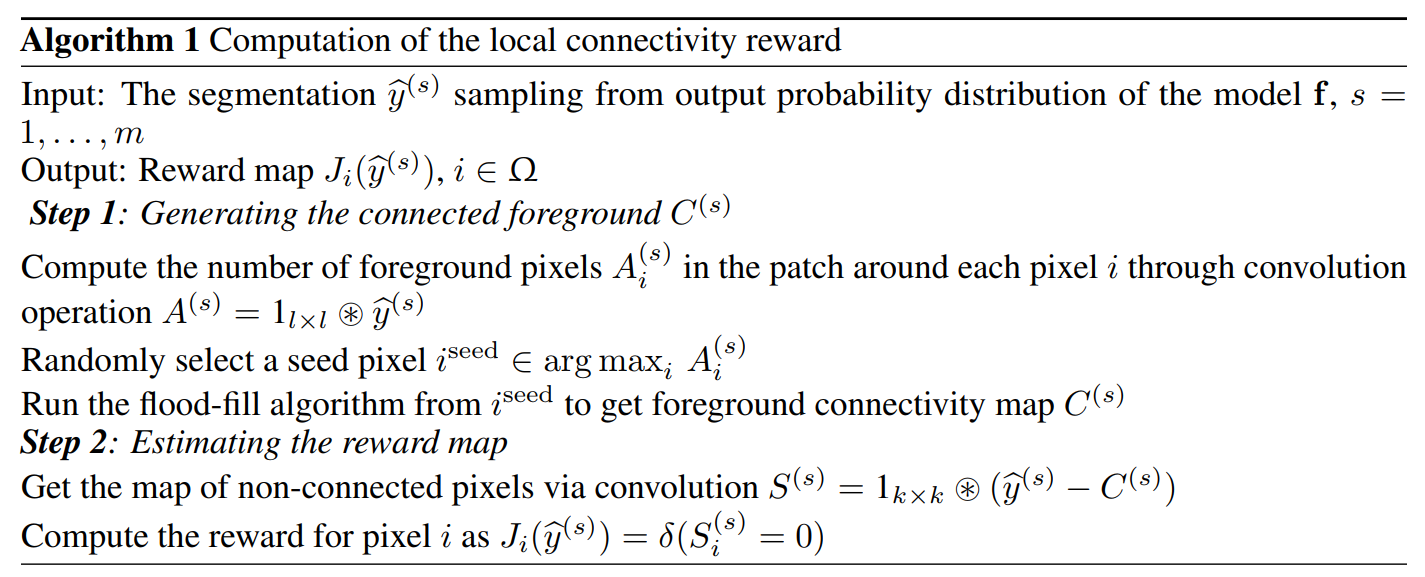 Algorithm 1 Computation of the local connectivity reward
Input: The segmentation $\widehat{y}^{(s)}$ sampling from output probability distribution of the model $\mathbf{f}$, $s =$
$1, \ldots, m$
Output: Reward map $J_i(\widehat{y}^{(s)})$, $i \in \Omega$
Step 1: Generating the connected foreground $C^{(s)}$
Compute the number of foreground pixels $A_i^{(s)}$ in the patch around each pixel $i$ through convolution
operation $A^{(s)} = 1_{l \times l} \circledast \widehat{y}^{(s)}$
Randomly select a seed pixel $i^{\text{seed}} \in \arg\max_i A_i^{(s)}$
Run the flood-fill algorithm from $i^{\text{seed}}$ to get foreground connectivity map $C^{(s)}$
Step 2: Estimating the reward map
Get the map of non-connected pixels via convolution $S^{(s)} = 1_{k \times k} \circledast (\widehat{y}^{(s)} - C^{(s)})$
Compute the reward for pixel $i$ as $J_i(\widehat{y}^{(s)}) = \delta(S_i^{(s)} = 0)$